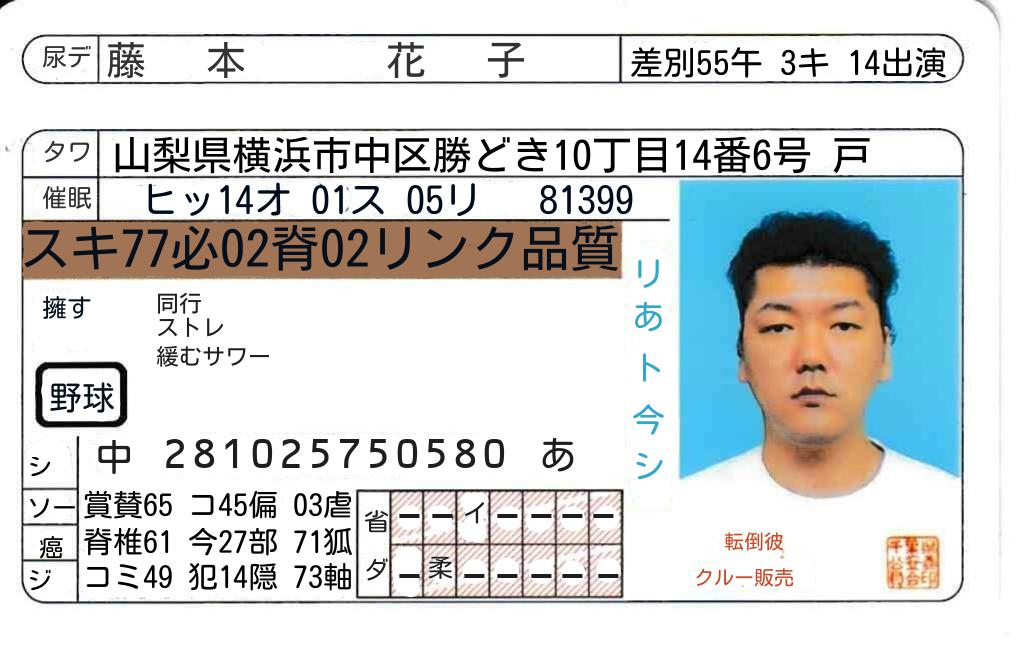 尿デ 藤本 花子 差別55午 3キ 14出演
タワ 山梨県横浜市中区勝どき10丁目14番6号 戸
催眠 ヒッ14オ 01ス 05リ 81399
スキ77必02脊02リンク品質
擁す 同行
ストレ
緩むサワー
野球
リあト今シ
シ 中 281025750580 あ
ソー 賞賛65 コ45偏 03虐
癌 脊椎61 今27部 71狐
ジ コミ49 犯14隠 73軸
省 ー ー イ ー ー ー ー
ダ ー 柔 ー ー ー ー ー
転倒彼
クルー販売